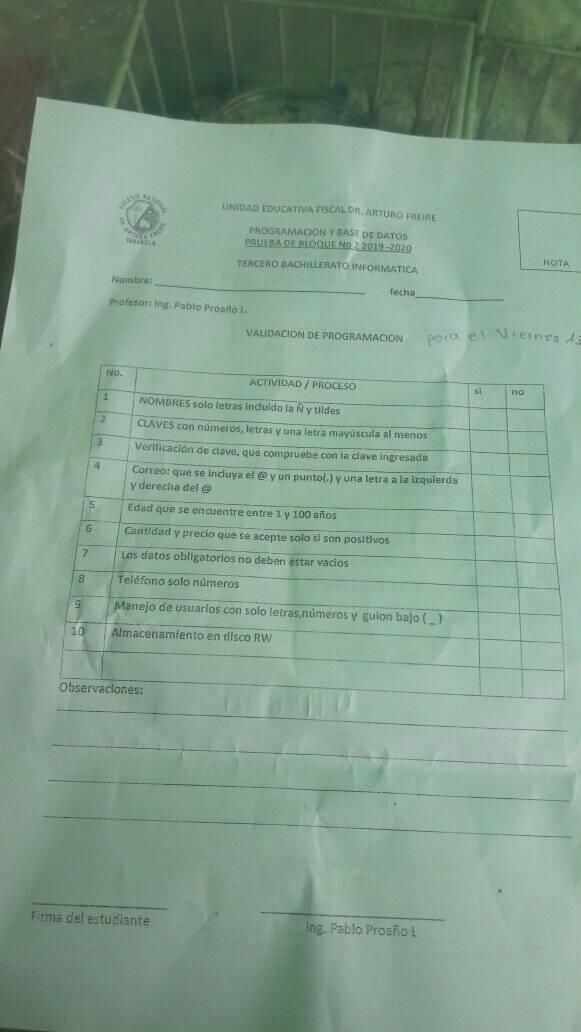 COLEGIO NACIONAL
DR. ARTURO FREIRE
TABABELA
UNIDAD EDUCATIVA FISCAL DR. ARTURO FREIRE
PROGRAMACION Y BASE DE DATOS
PRUEBA DE BLOQUE No 2 2019 -2020
TERCERO BACHILLERATO INFORMATICA
NOTA
Nombre: fecha
Profesor: Ing. Pablo Proaño L.
VALIDACION DE PROGRAMACION para el Viernes
No. ACTIVIDAD / PROCESO si no
1 NOMBRES solo letras incluido la Ñ y tildes
2 CLAVES con números, letras y una letra mayúscula al menos
3 Verificación de clave, que compruebe con la clave ingresada
4 Correo: que se incluya el @ y un punto(.) y una letra a la izquierda
y derecha del @
5 Edad que se encuentre entre 1 y 100 años
6 Cantidad y precio que se acepte solo si son positivos
7 Los datos obligatorios no deben estar vacios
8 Teléfono solo números
9 Manejo de usuarios con solo letras,números y guion bajo ( _ )
10 Almacenamiento en disco RW
Observaciones:
Firma del estudiante Ing. Pablo Proaño L